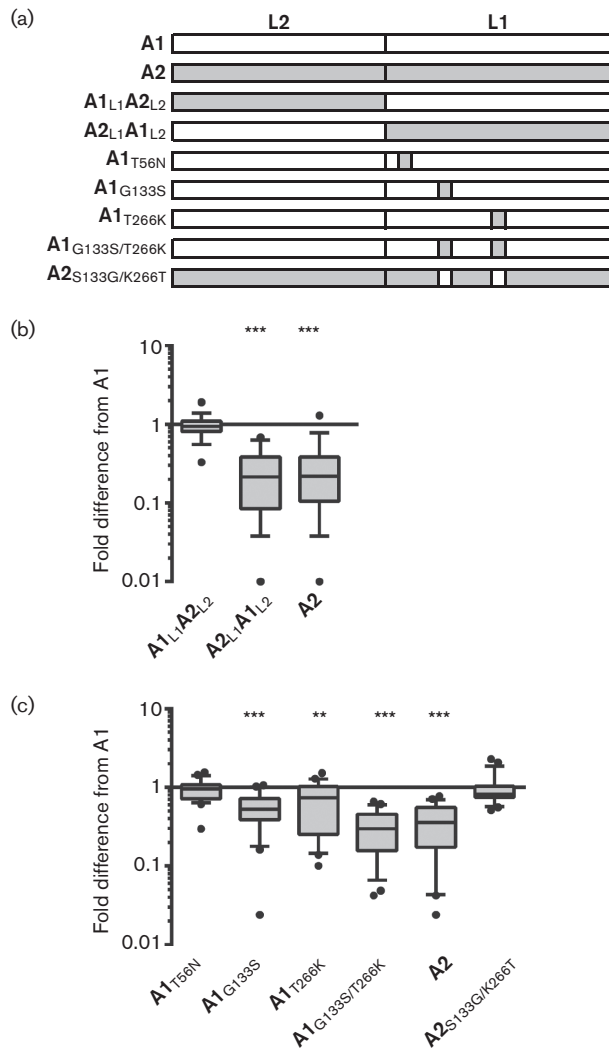 (a)
L2 L1
A1
A2
A1L1A2L2
A2L1A1L2
A1T56N
A1G133S
A1T266K
A1G133S/T266K
A2S133G/K266T
(b)
*** ***
10
1
0.1
0.01
Fold difference from A1
A1L1A2L2
A2L1A1L2
A2
(c)
*** ** *** ***
10
1
0.1
0.01
Fold difference from A1
A1T56N
A1G133S
A1T266K
A1G133S/T266K
A2
A2S133G/K266T